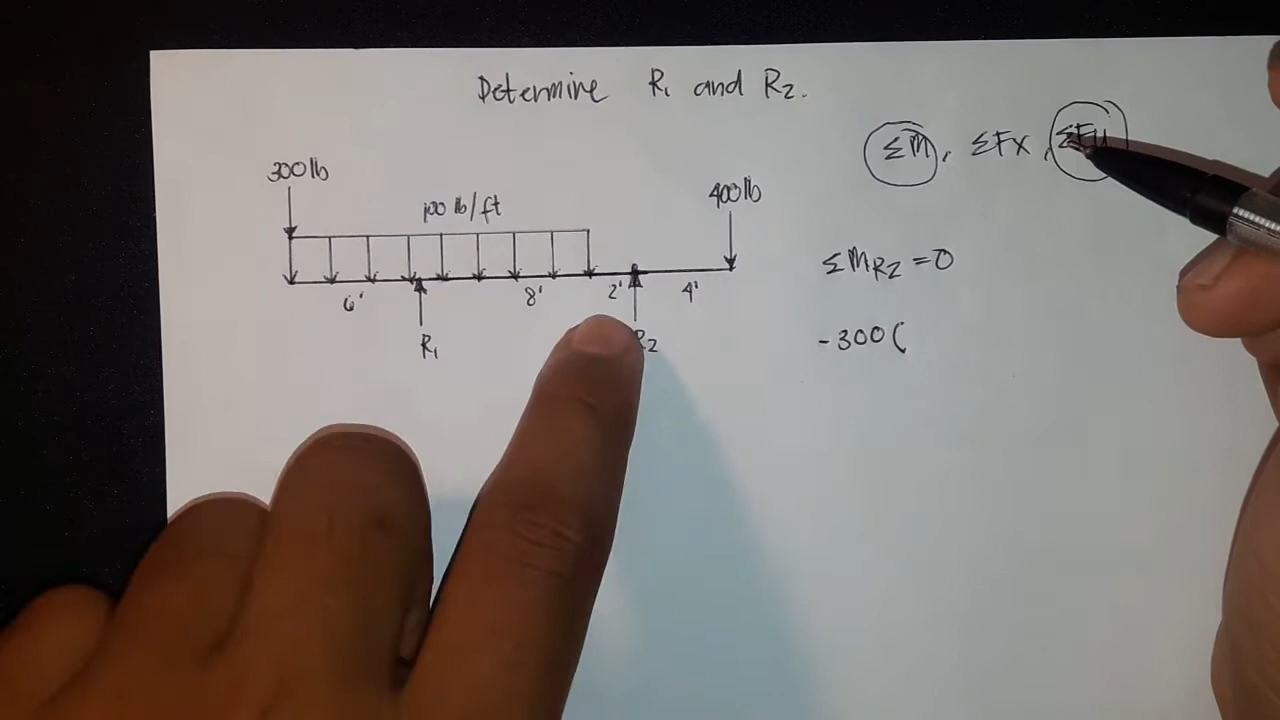 Determine R1 and R2.
ΣM, ΣFx, ΣFy
300 lb
100 lb/ft
400 lb
ΣMR2 = 0
6' 8' 2' 4'
R1 R2
-300 (